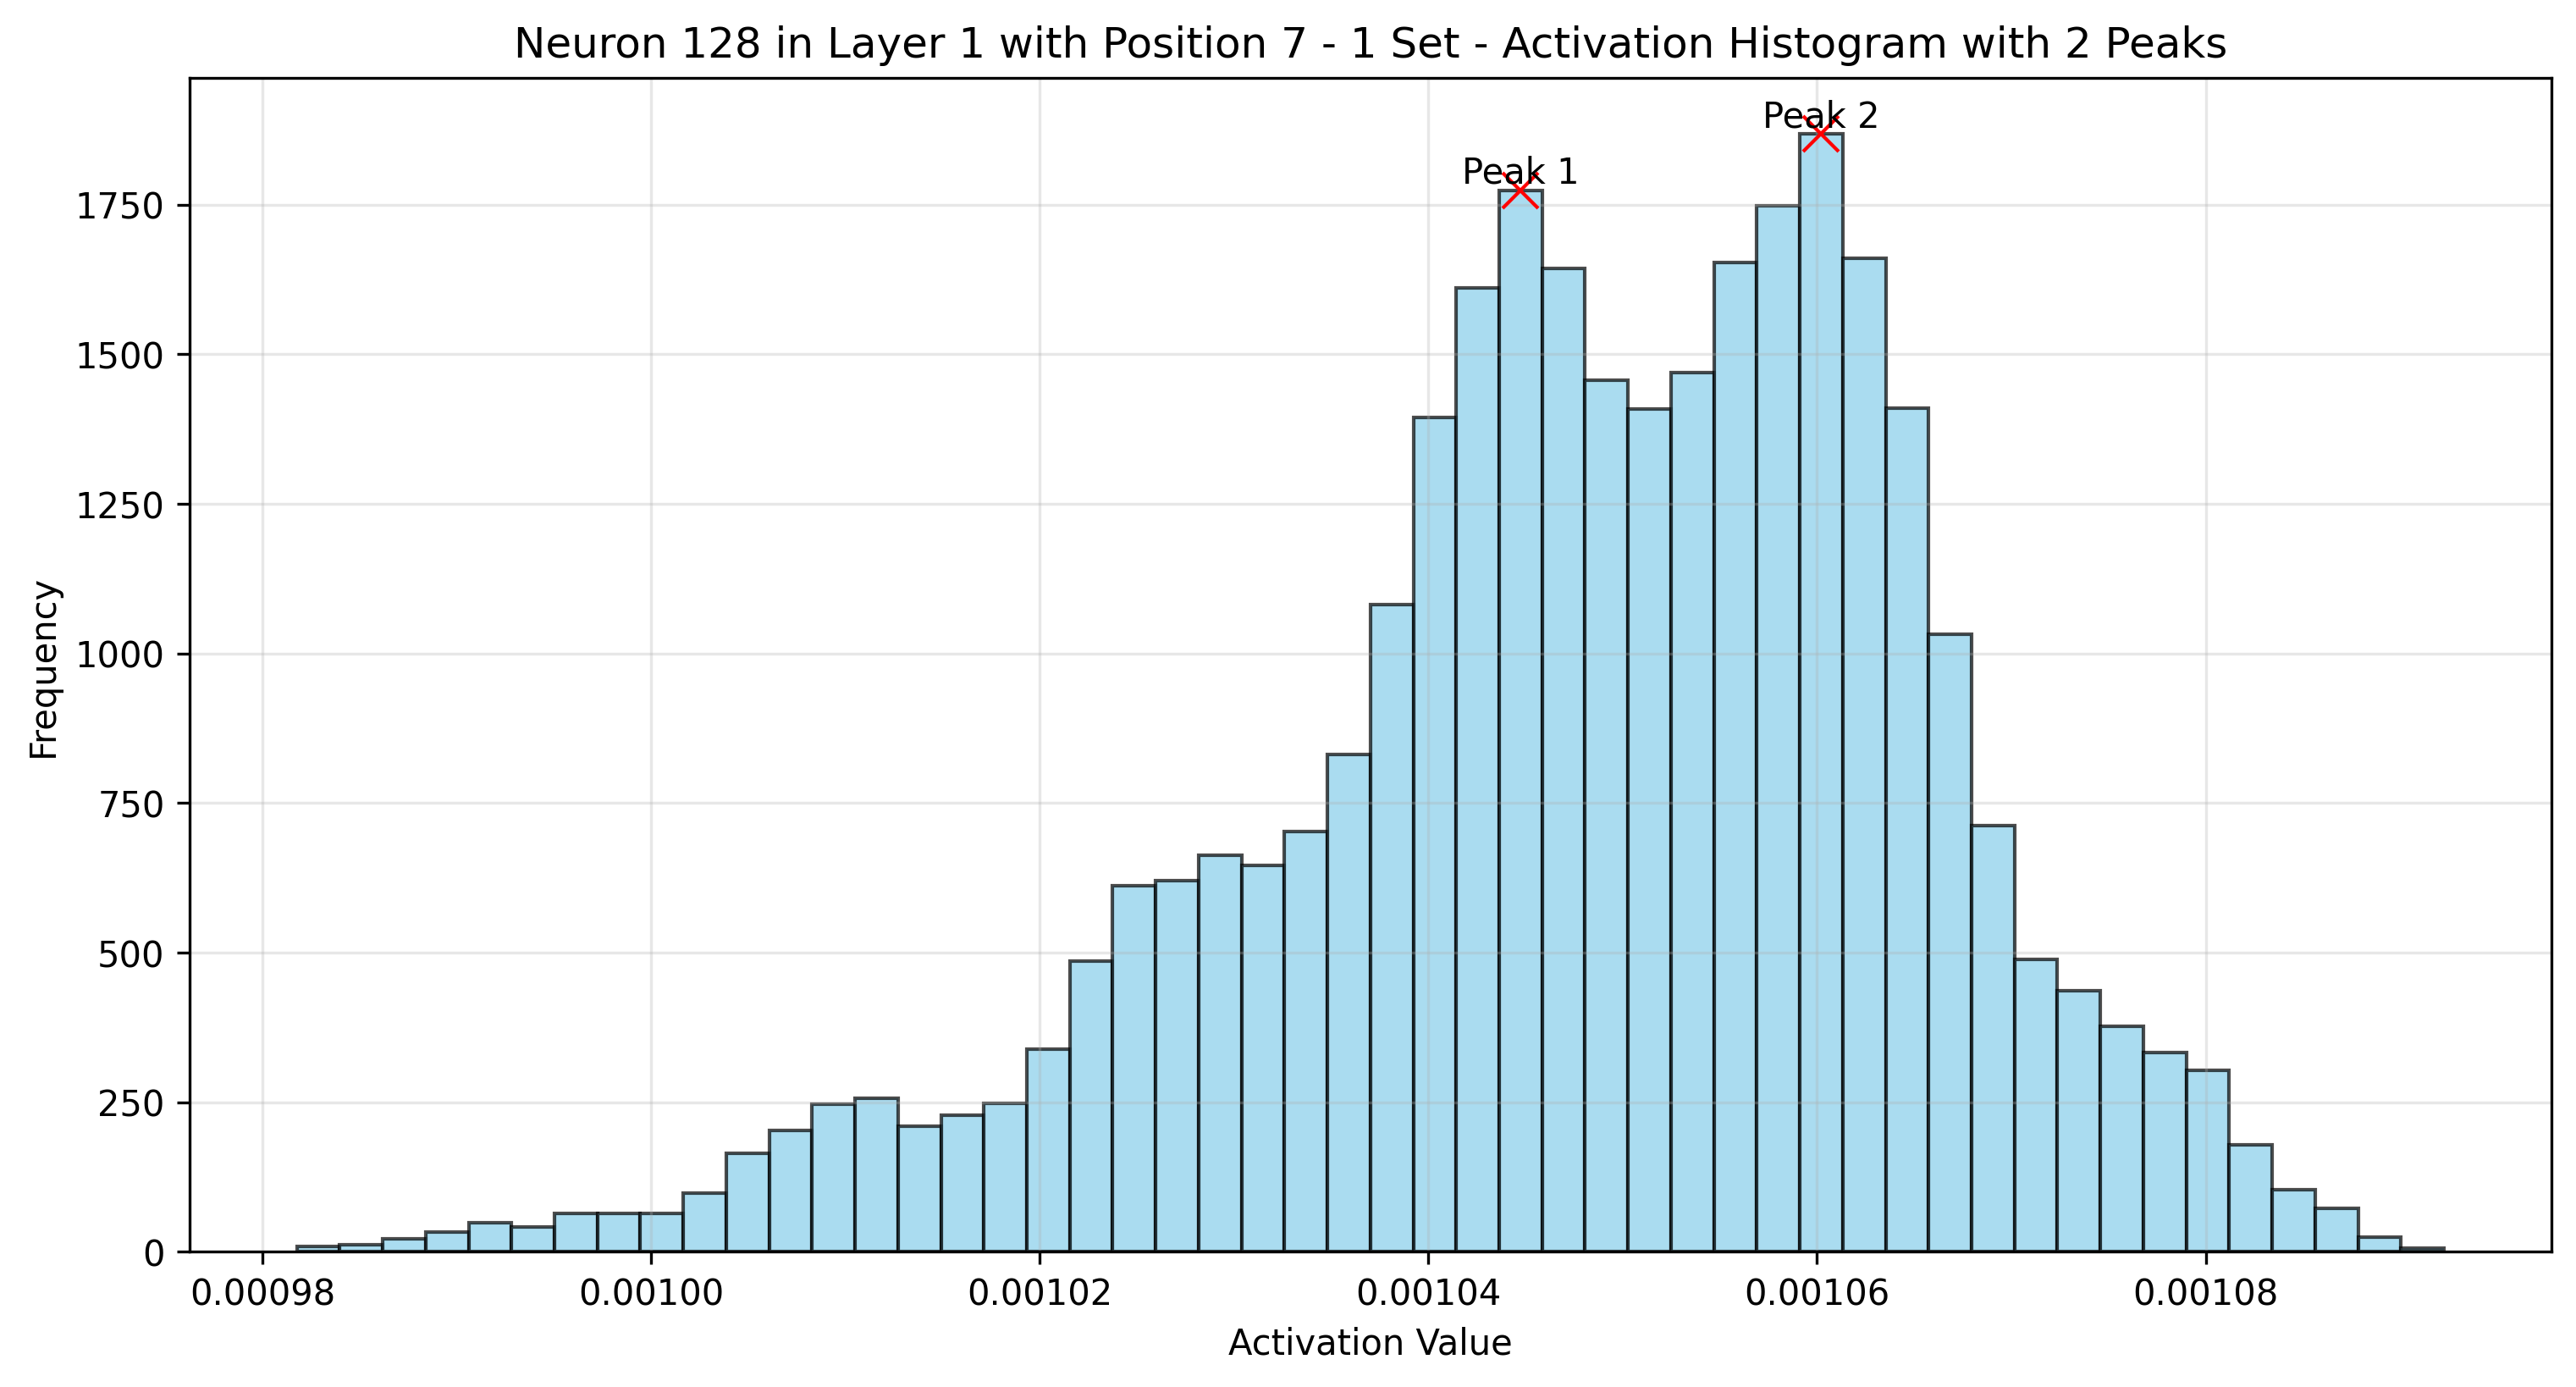 Neuron 128 in Layer 1 with Position 7 - 1 Set - Activation Histogram with 2 Peaks
Peak 2
Peak 1
1750
1500
1250
1000
750
500
250
0
Frequency
0.00098 0.00100 0.00102 0.00104 0.00106 0.00108
Activation Value